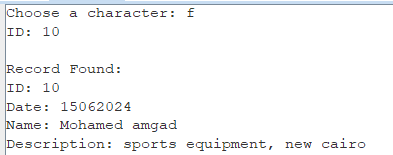 Choose a character: f
ID: 10
Record Found:
ID: 10
Date: 15062024
Name: Mohamed amgad
Description: sports equipment, new cairo